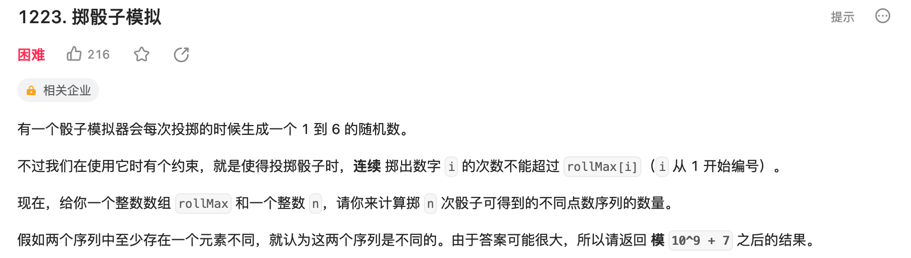 1223. 掷骰子模拟
提示
困难 216
相关企业
有一个骰子模拟器会每次投掷的时候生成一个 1 到 6 的随机数。
不过我们在使用它时有个约束，就是使得投掷骰子时，连续 掷出数字 i 的次数不能超过 rollMax[i]（i 从 1 开始编号）。
现在，给你一个整数数组 rollMax 和一个整数 n，请你来计算掷 n 次骰子可得到的不同点数序列的数量。
假如两个序列中至少存在一个元素不同，就认为这两个序列是不同的。由于答案可能很大，所以请返回 模 10^9 + 7 之后的结果。